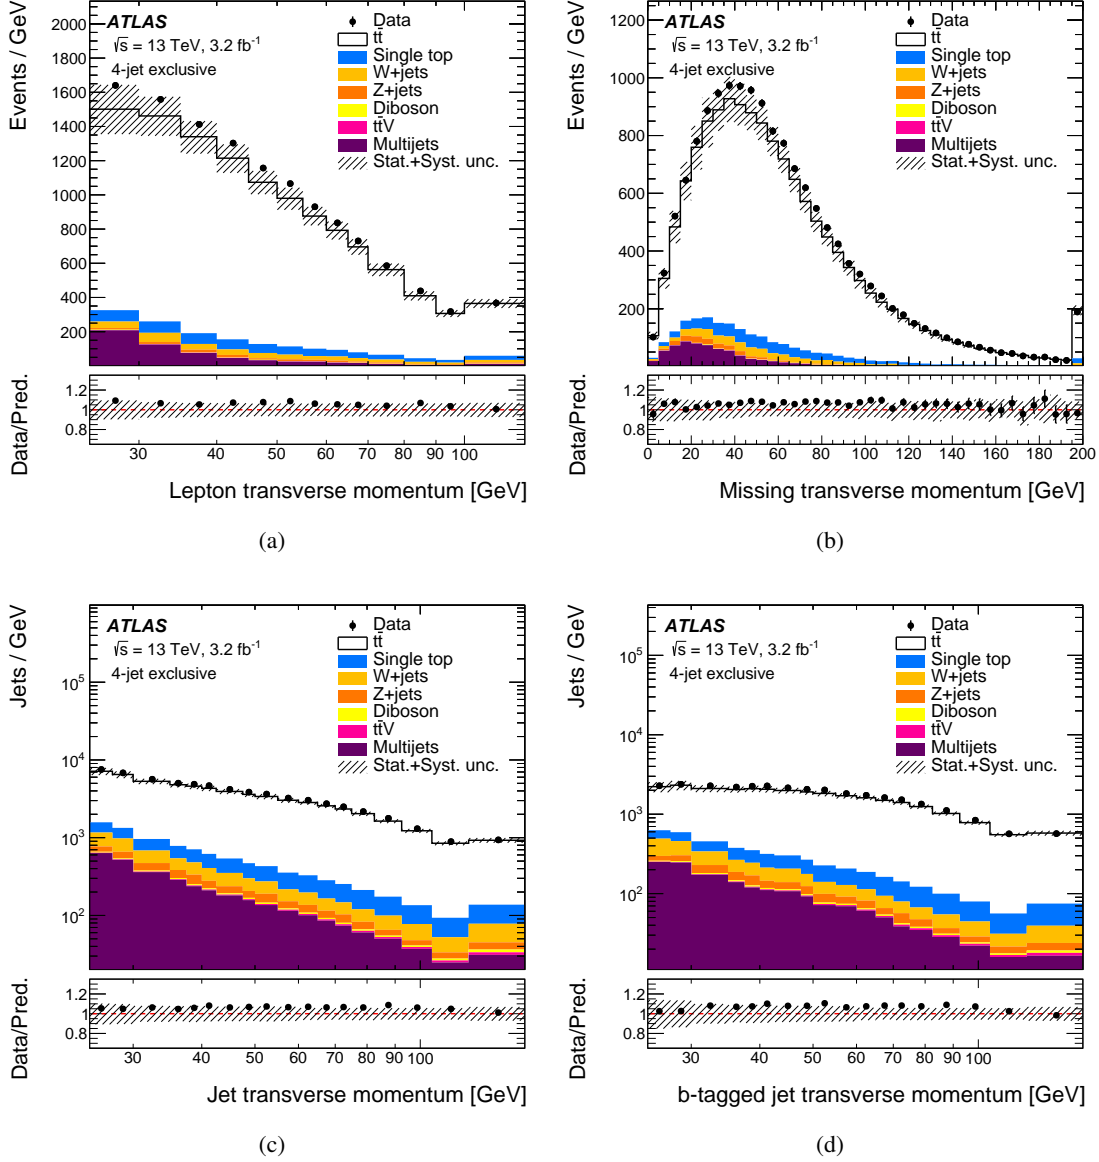 Events / GeV
2000
1800
1600
1400
1200
1000
800
600
400
200
ATLAS
√s = 13 TeV, 3.2 fb⁻¹
4-jet exclusive
Data
tt̄
Single top
W+jets
Z+jets
Diboson
tt̄V
Multijets
Stat.+Syst. unc.
Data/Pred.
1.2
1
0.8
30 40 50 60 70 80 90 100
Lepton transverse momentum [GeV]
(a)
Events / GeV
1200
1000
800
600
400
200
ATLAS
√s = 13 TeV, 3.2 fb⁻¹
4-jet exclusive
Data
tt̄
Single top
W+jets
Z+jets
Diboson
tt̄V
Multijets
Stat.+Syst. unc.
Data/Pred.
1.2
1
0.8
0 20 40 60 80 100 120 140 160 180 200
Missing transverse momentum [GeV]
(b)
Jets / GeV
10⁵
10⁴
10³
10²
ATLAS
√s = 13 TeV, 3.2 fb⁻¹
4-jet exclusive
Data
tt̄
Single top
W+jets
Z+jets
Diboson
tt̄V
Multijets
Stat.+Syst. unc.
Data/Pred.
1.2
1
0.8
30 40 50 60 70 80 90 100
Jet transverse momentum [GeV]
(c)
Jets / GeV
10⁵
10⁴
10³
10²
ATLAS
√s = 13 TeV, 3.2 fb⁻¹
4-jet exclusive
Data
tt̄
Single top
W+jets
Z+jets
Diboson
tt̄V
Multijets
Stat.+Syst. unc.
Data/Pred.
1.2
1
0.8
30 40 50 60 70 80 90 100
b-tagged jet transverse momentum [GeV]
(d)